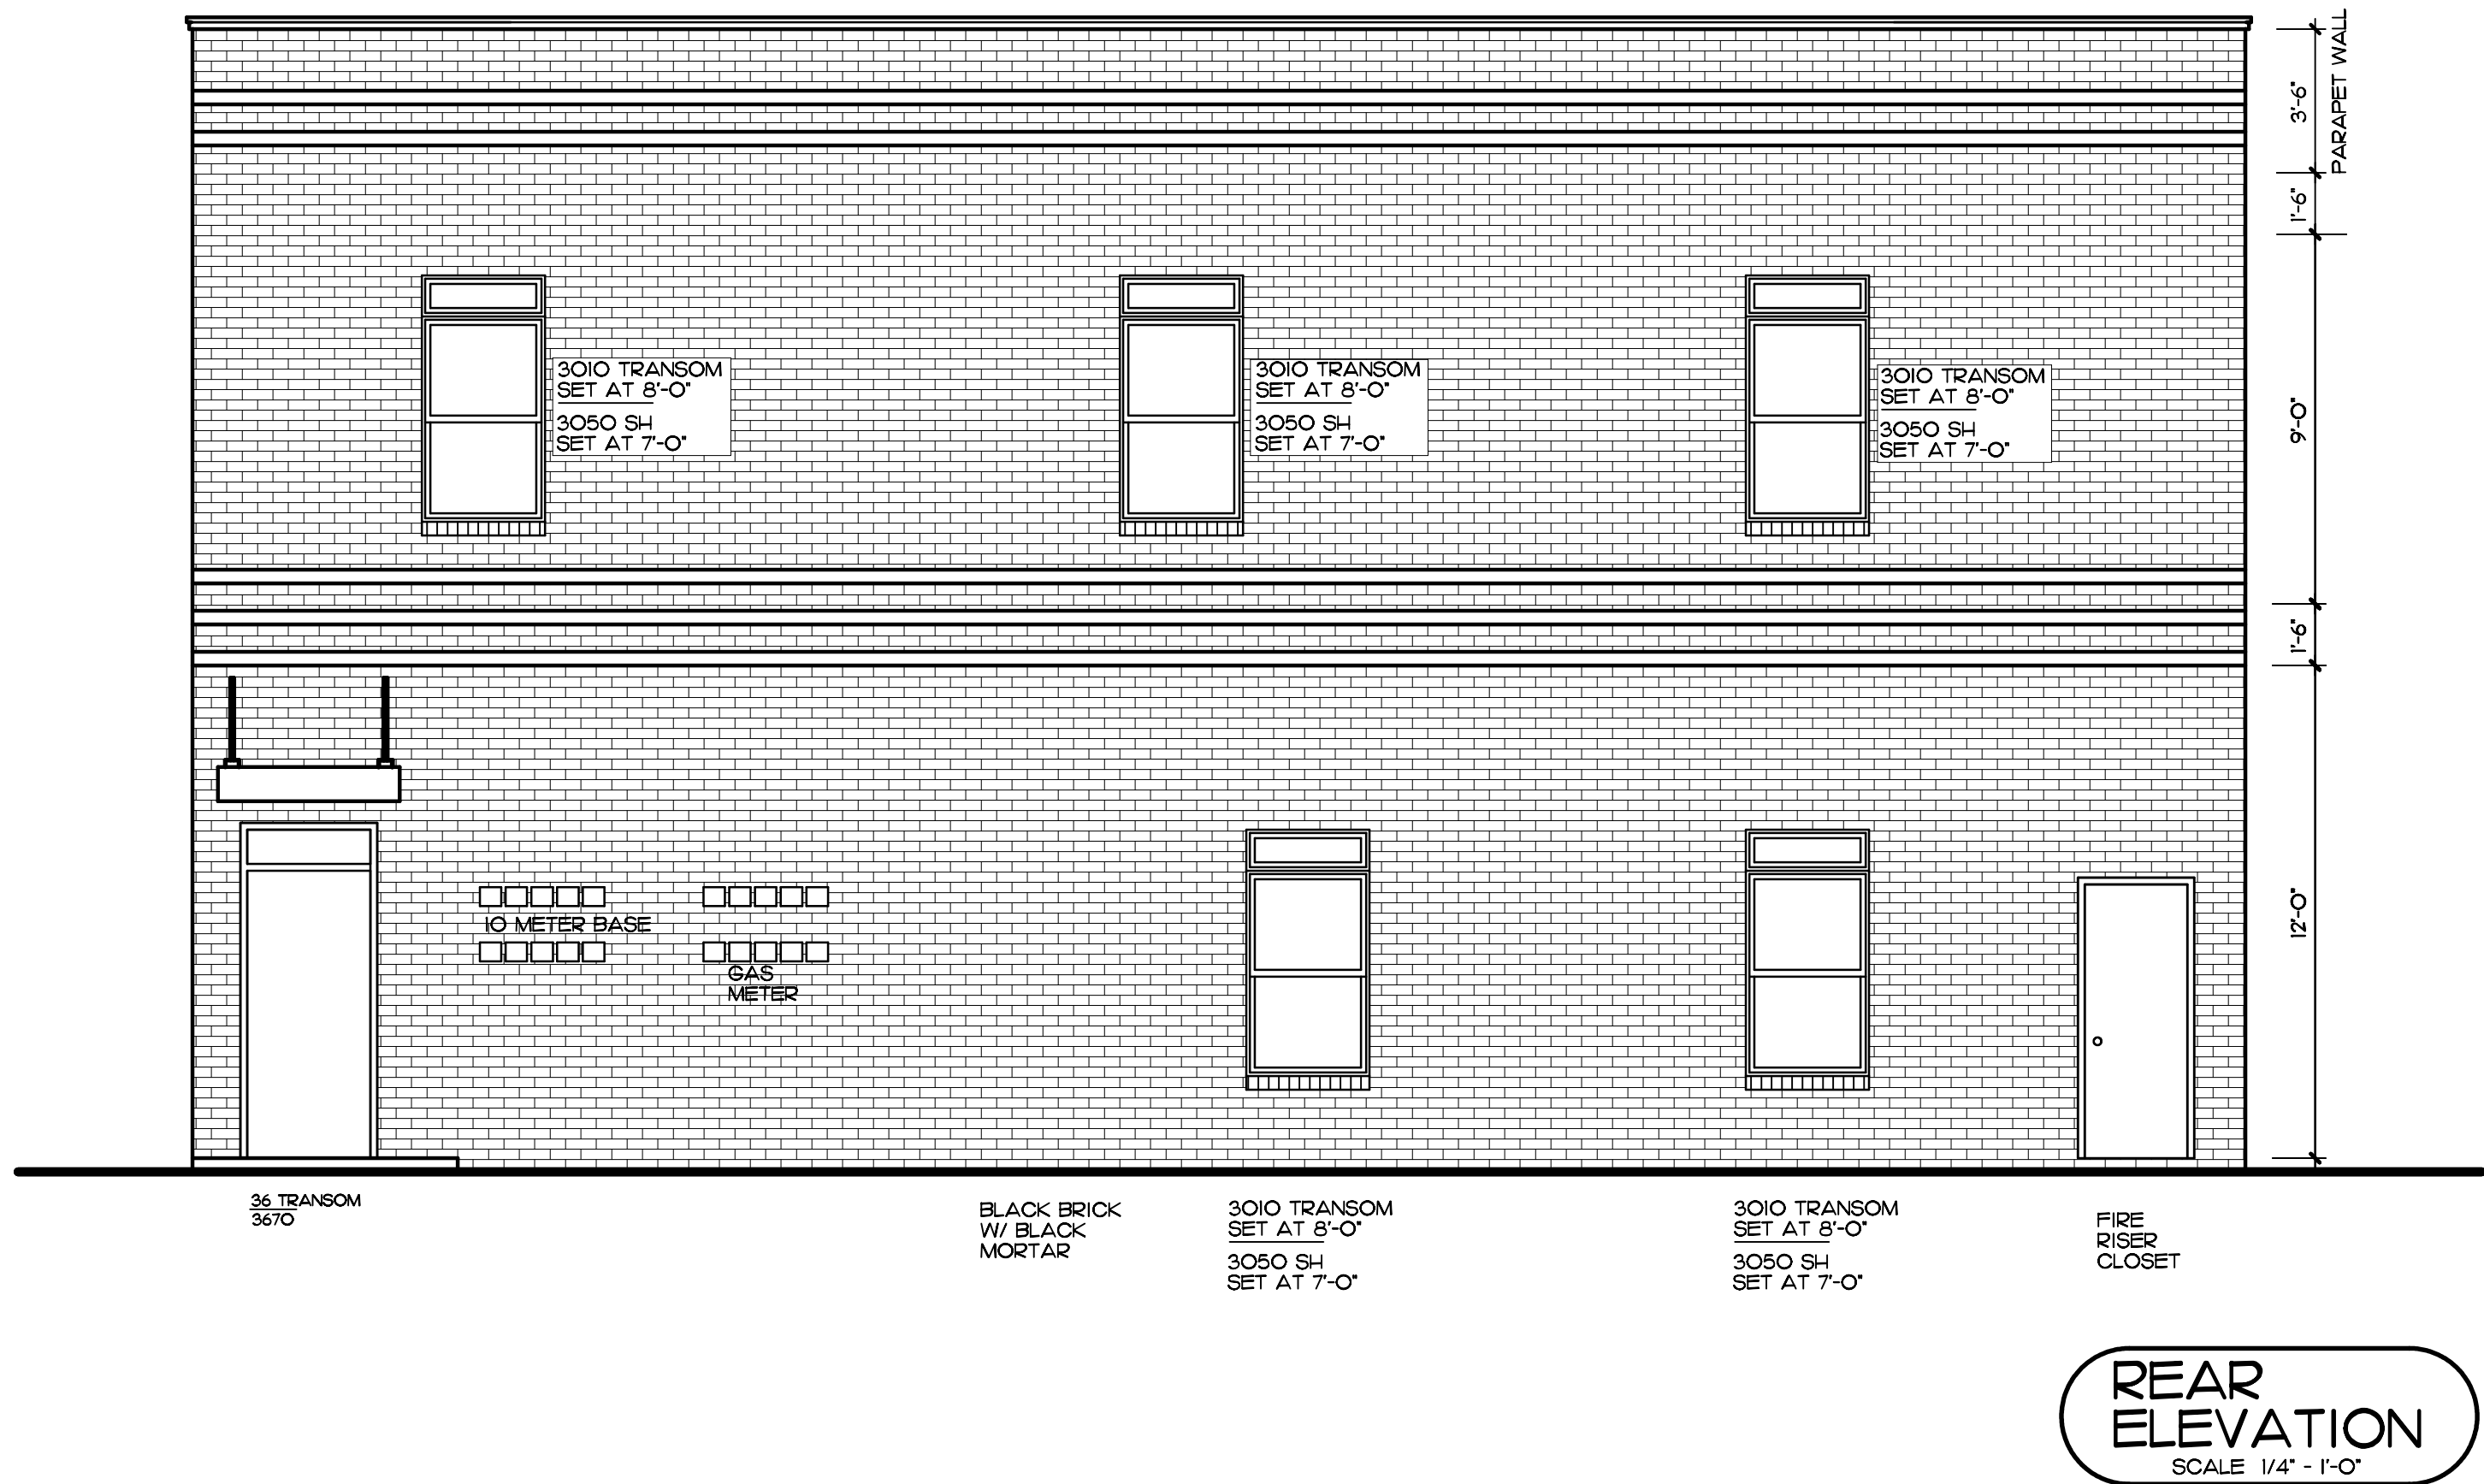 3'-6"
PARAPET WALL
1'-6"
3010 TRANSOM
SET AT 8'-0"
3050 SH
SET AT 7'-0"
3010 TRANSOM
SET AT 8'-0"
3050 SH
SET AT 7'-0"
3010 TRANSOM
SET AT 8'-0"
3050 SH
SET AT 7'-0"
9'-0"
1'-6"
12'-0"
10 METER BASE
GAS
METER
36 TRANSOM
3670
BLACK BRICK
W/ BLACK
MORTAR
3010 TRANSOM
SET AT 8'-0"
3050 SH
SET AT 7'-0"
3010 TRANSOM
SET AT 8'-0"
3050 SH
SET AT 7'-0"
FIRE
RISER
CLOSET
REAR
ELEVATION
SCALE 1/4" - 1'-0"